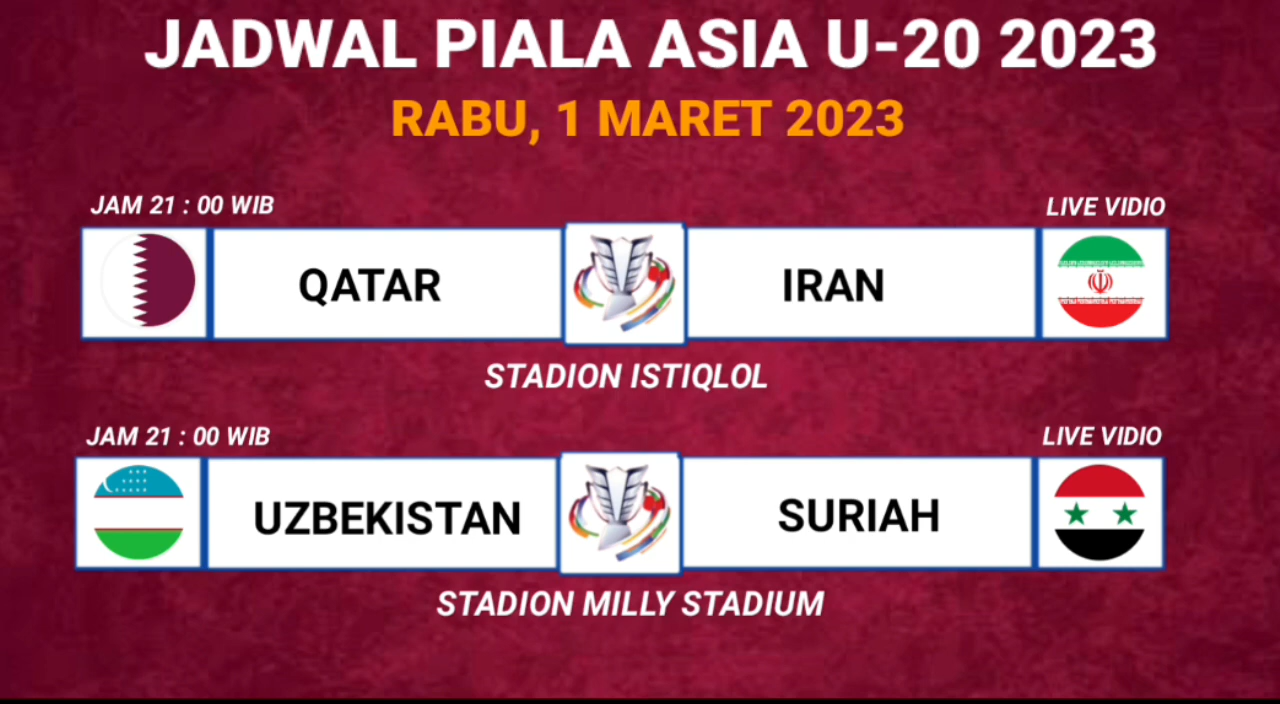 JADWAL PIALA ASIA U-20 2023
RABU, 1 MARET 2023
JAM 21 : 00 WIB
LIVE VIDIO
QATAR
IRAN
STADION ISTIQLOL
JAM 21 : 00 WIB
LIVE VIDIO
UZBEKISTAN
SURIAH
STADION MILLY STADIUM